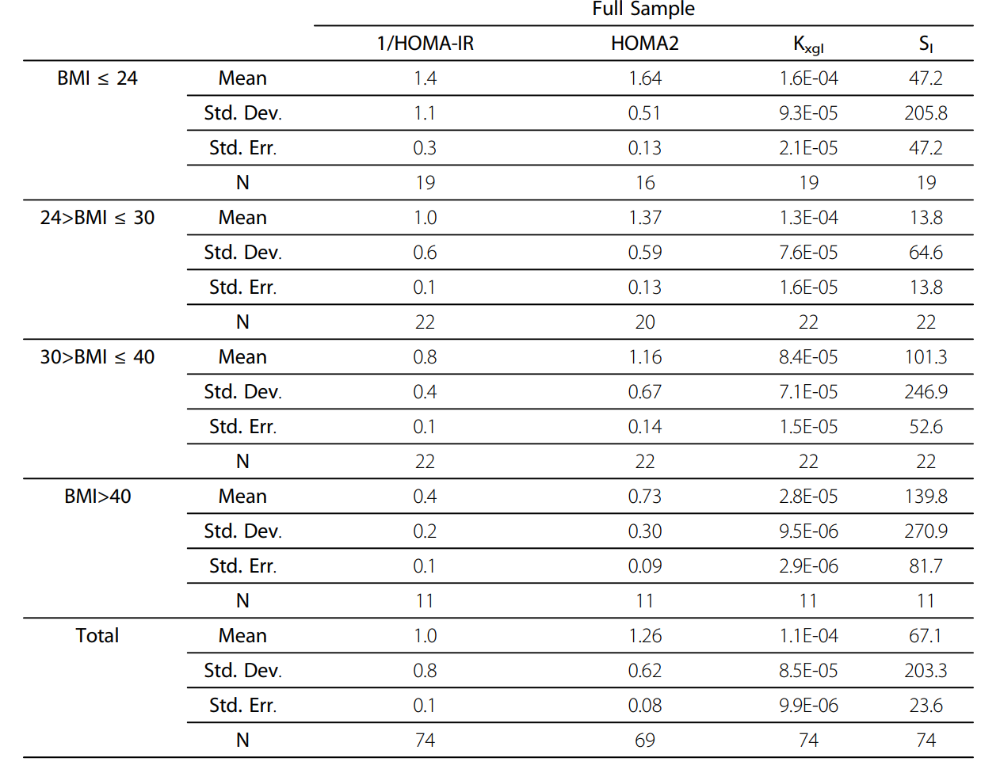 Full Sample
1/HOMA-IR HOMA2 Kxgl SI
BMI ≤ 24 Mean 1.4 1.64 1.6E-04 47.2
Std. Dev. 1.1 0.51 9.3E-05 205.8
Std. Err. 0.3 0.13 2.1E-05 47.2
N 19 16 19 19
24>BMI ≤ 30 Mean 1.0 1.37 1.3E-04 13.8
Std. Dev. 0.6 0.59 7.6E-05 64.6
Std. Err. 0.1 0.13 1.6E-05 13.8
N 22 20 22 22
30>BMI ≤ 40 Mean 0.8 1.16 8.4E-05 101.3
Std. Dev. 0.4 0.67 7.1E-05 246.9
Std. Err. 0.1 0.14 1.5E-05 52.6
N 22 22 22 22
BMI>40 Mean 0.4 0.73 2.8E-05 139.8
Std. Dev. 0.2 0.30 9.5E-06 270.9
Std. Err. 0.1 0.09 2.9E-06 81.7
N 11 11 11 11
Total Mean 1.0 1.26 1.1E-04 67.1
Std. Dev. 0.8 0.62 8.5E-05 203.3
Std. Err. 0.1 0.08 9.9E-06 23.6
N 74 69 74 74